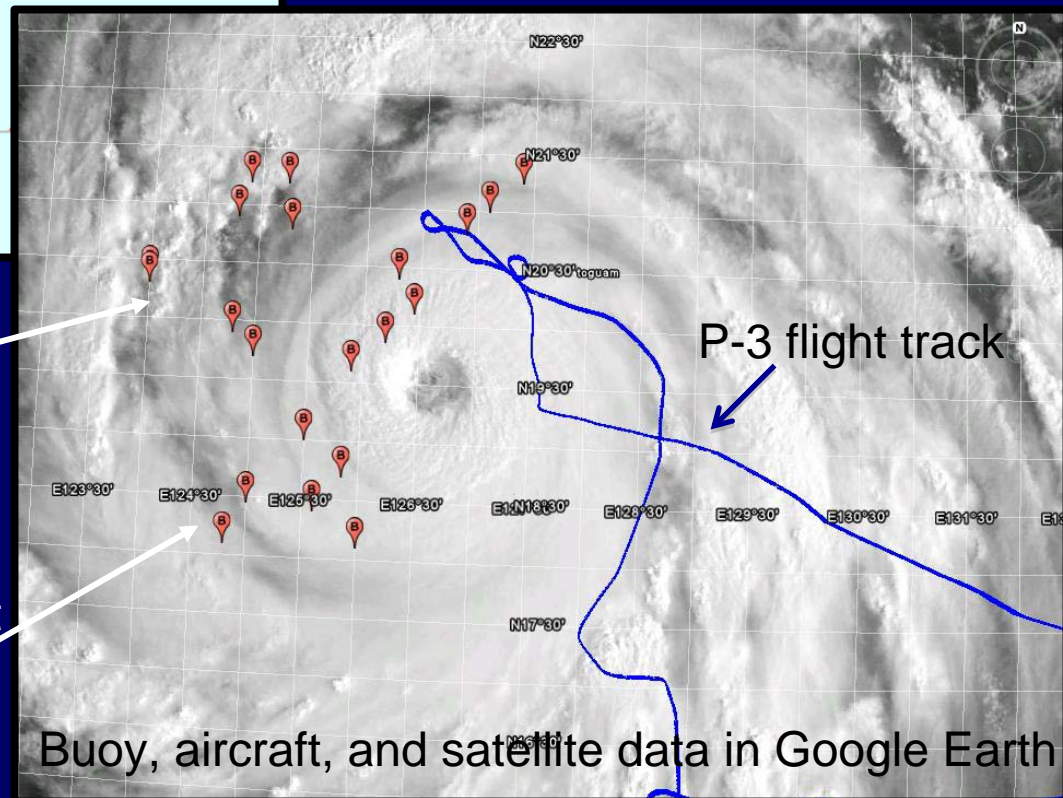 N
N22°30'
B
B
B
N21°30'
B
B
B
B
B
B
B
N20°30'
toguam
B
B
B
B
P-3 flight track
B
N19°30'
B
B
E123°30'
E124°30'
B
E125°30'
B
E126°30'
N18°30'
E128°30'
E129°30'
E130°30'
E131°30'
B
B
N17°30'
Buoy, aircraft, and satellite data in Google Earth